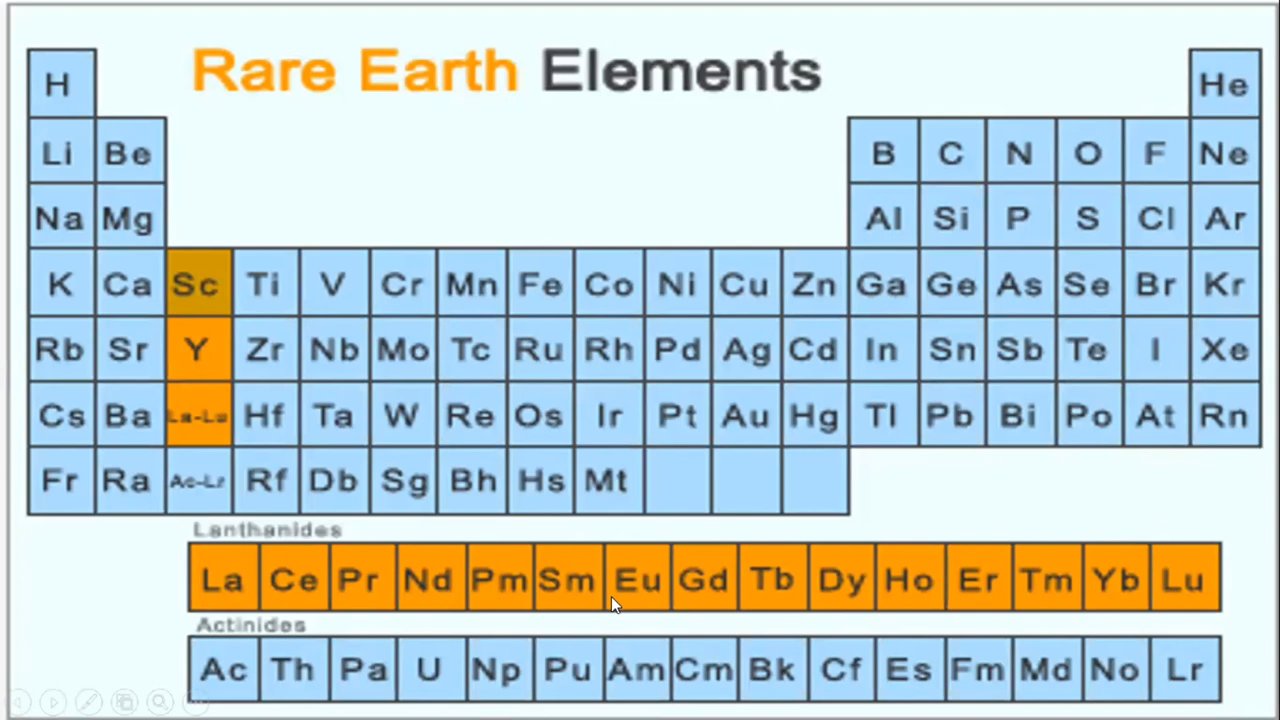 Rare Earth Elements
H He
Li Be B C N O F Ne
Na Mg Al Si P S Cl Ar
K Ca Sc Ti V Cr Mn Fe Co Ni Cu Zn Ga Ge As Se Br Kr
Rb Sr Y Zr Nb Mo Tc Ru Rh Pd Ag Cd In Sn Sb Te I Xe
Cs Ba La-Lu Hf Ta W Re Os Ir Pt Au Hg Tl Pb Bi Po At Rn
Fr Ra Ac-Lr Rf Db Sg Bh Hs Mt
Lanthanides
La Ce Pr Nd Pm Sm Eu Gd Tb Dy Ho Er Tm Yb Lu
Actinides
Ac Th Pa U Np Pu Am Cm Bk Cf Es Fm Md No Lr